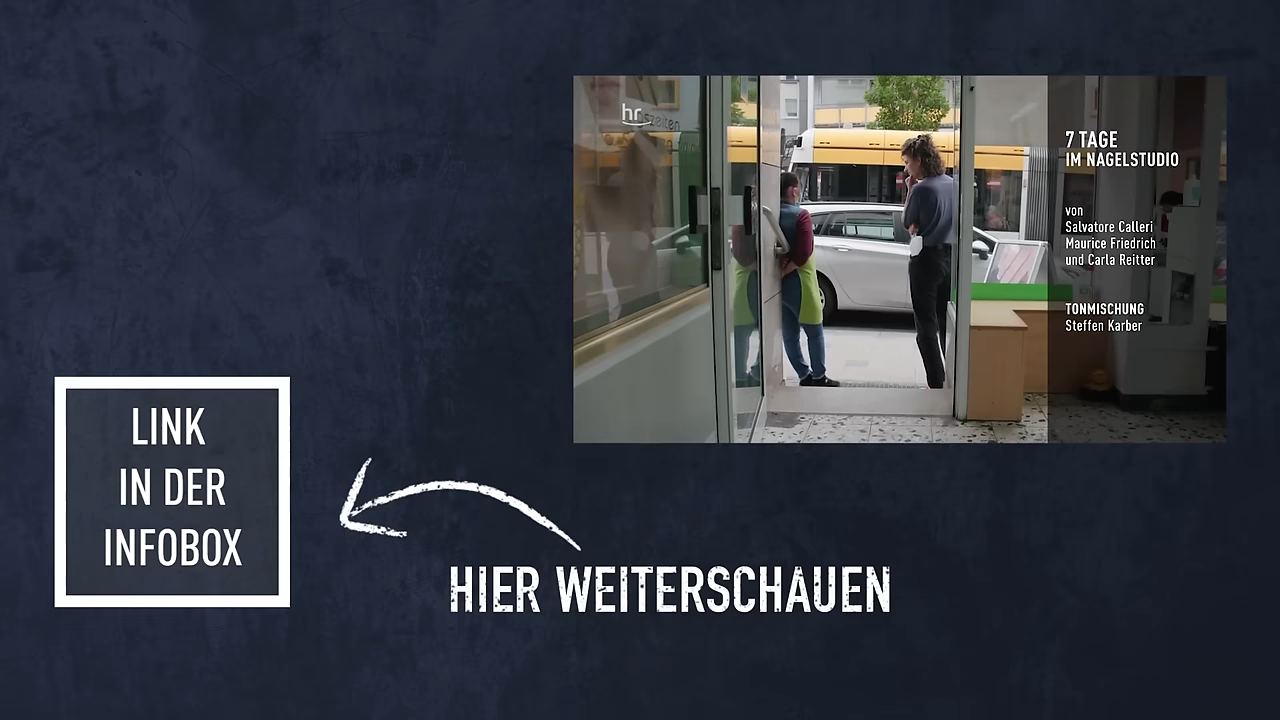 hr
7 TAGE
IM NAGELSTUDIO
von
Salvatore Calleri
Maurice Friedrich
und Carla Reitter
TONMISCHUNG
Steffen Karber
LINK
IN DER
INFOBOX
HIER WEITERSCHAUEN